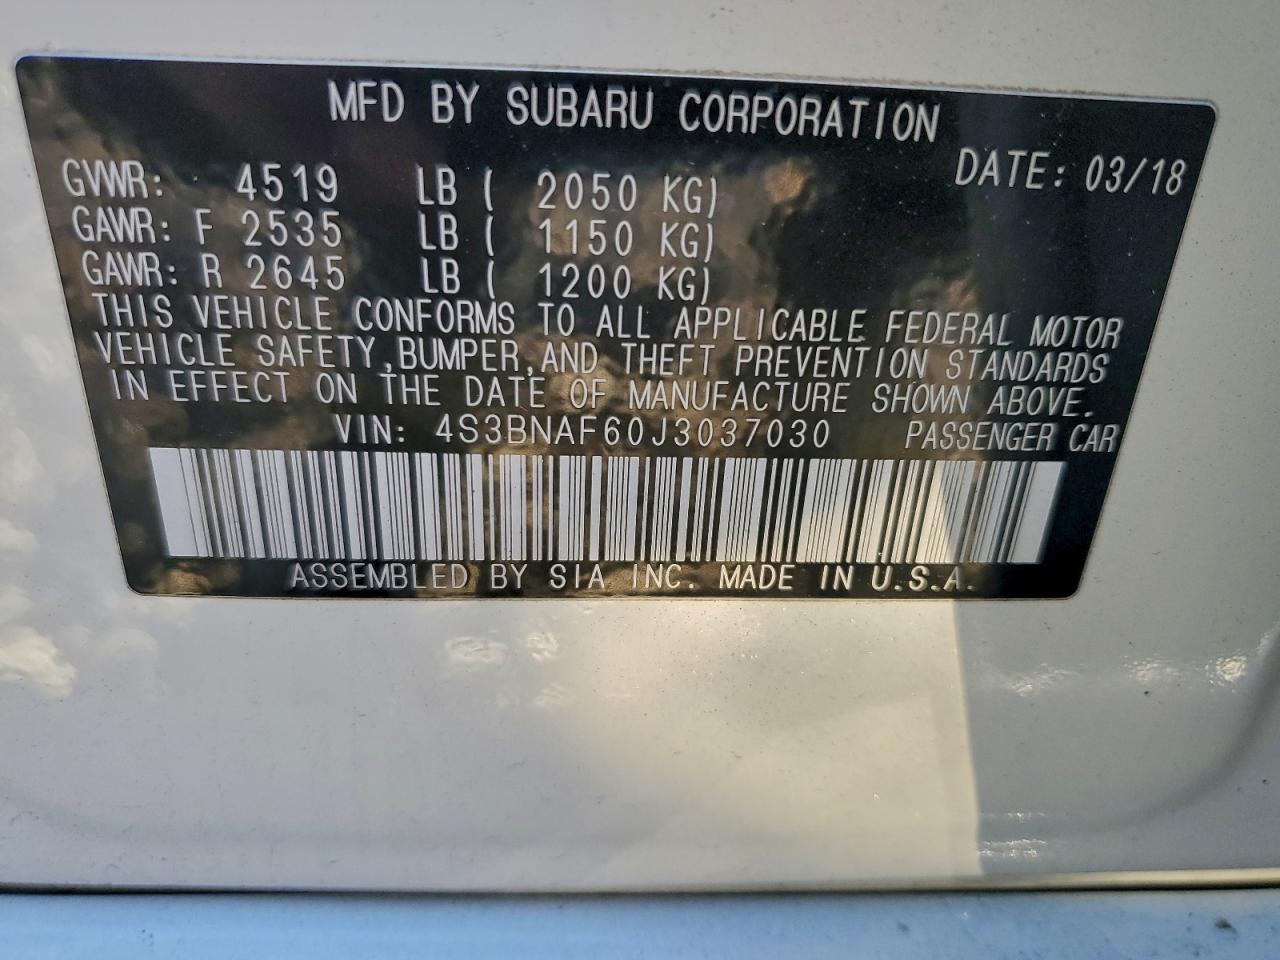 MFD BY SUBARU CORPORATION
DATE: 03/18
GVWR: 4519 LB ( 2050 KG)
GAWR: F 2535 LB ( 1150 KG)
GAWR: R 2645 LB ( 1200 KG)
THIS VEHICLE CONFORMS TO ALL APPLICABLE FEDERAL MOTOR
VEHICLE SAFETY,BUMPER,AND THEFT PREVENTION STANDARDS
IN EFFECT ON THE DATE OF MANUFACTURE SHOWN ABOVE.
VIN: 4S3BNAF60J3037030 PASSENGER CAR
ASSEMBLED BY SIA INC. MADE IN U.S.A.